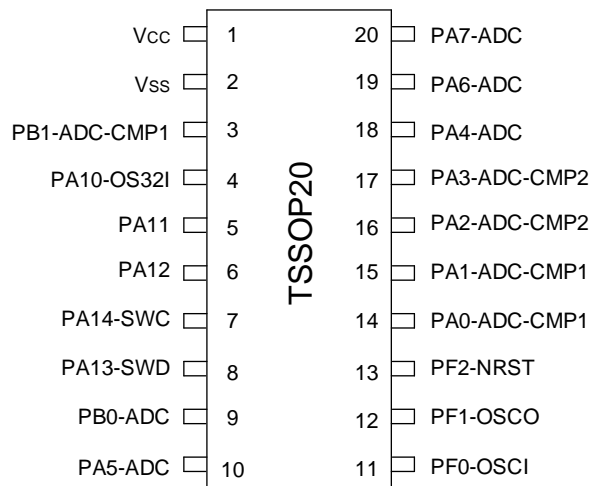 Vcc 1 20 PA7-ADC
Vss 2 19 PA6-ADC
PB1-ADC-CMP1 3 18 PA4-ADC
PA10-OS32I 4 17 PA3-ADC-CMP2
PA11 5 16 PA2-ADC-CMP2
PA12 6 15 PA1-ADC-CMP1
PA14-SWC 7 14 PA0-ADC-CMP1
PA13-SWD 8 13 PF2-NRST
PB0-ADC 9 12 PF1-OSCO
PA5-ADC 10 11 PF0-OSCI
TSSOP20